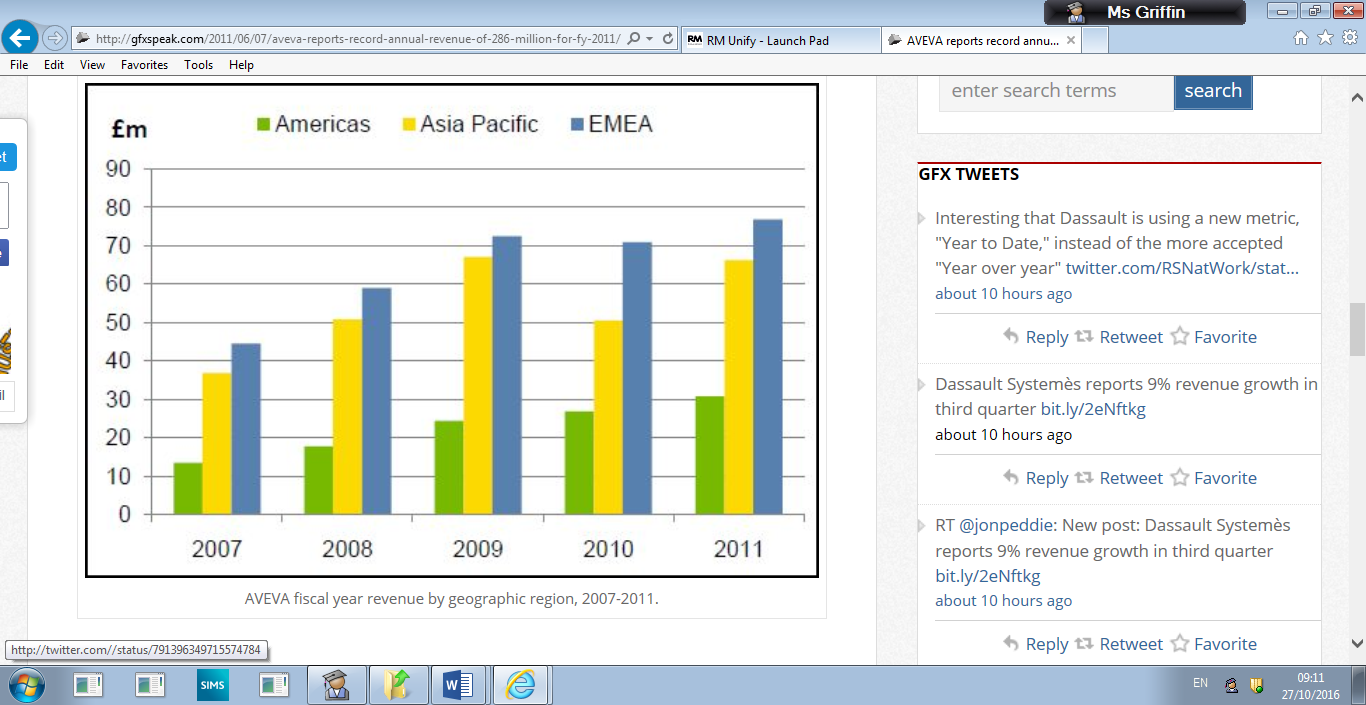 Ms Griffin
http://gfxspeak.com/2011/06/07/aveva-reports-record-annual-revenue-of-286-million-for-fy-2011/
RM RM Unify - Launch Pad
AVEVA reports record annu...
File Edit View Favorites Tools Help
£m
Americas Asia Pacific EMEA
90
80
70
60
50
40
30
20
10
0
2007 2008 2009 2010 2011
AVEVA fiscal year revenue by geographic region, 2007-2011.
enter search terms search
GFX TWEETS
Interesting that Dassault is using a new metric,
"Year to Date," instead of the more accepted
"Year over year" twitter.com/RSNatWork/stat...
about 10 hours ago
Reply Retweet Favorite
Dassault Systemès reports 9% revenue growth in
third quarter bit.ly/2eNftkg
about 10 hours ago
Reply Retweet Favorite
RT @jonpeddie: New post: Dassault Systemès
reports 9% revenue growth in third quarter
bit.ly/2eNftkg
about 10 hours ago
Reply Retweet Favorite
http://twitter.com//status/791396349715574784
SIMS
EN
09:11
27/10/2016